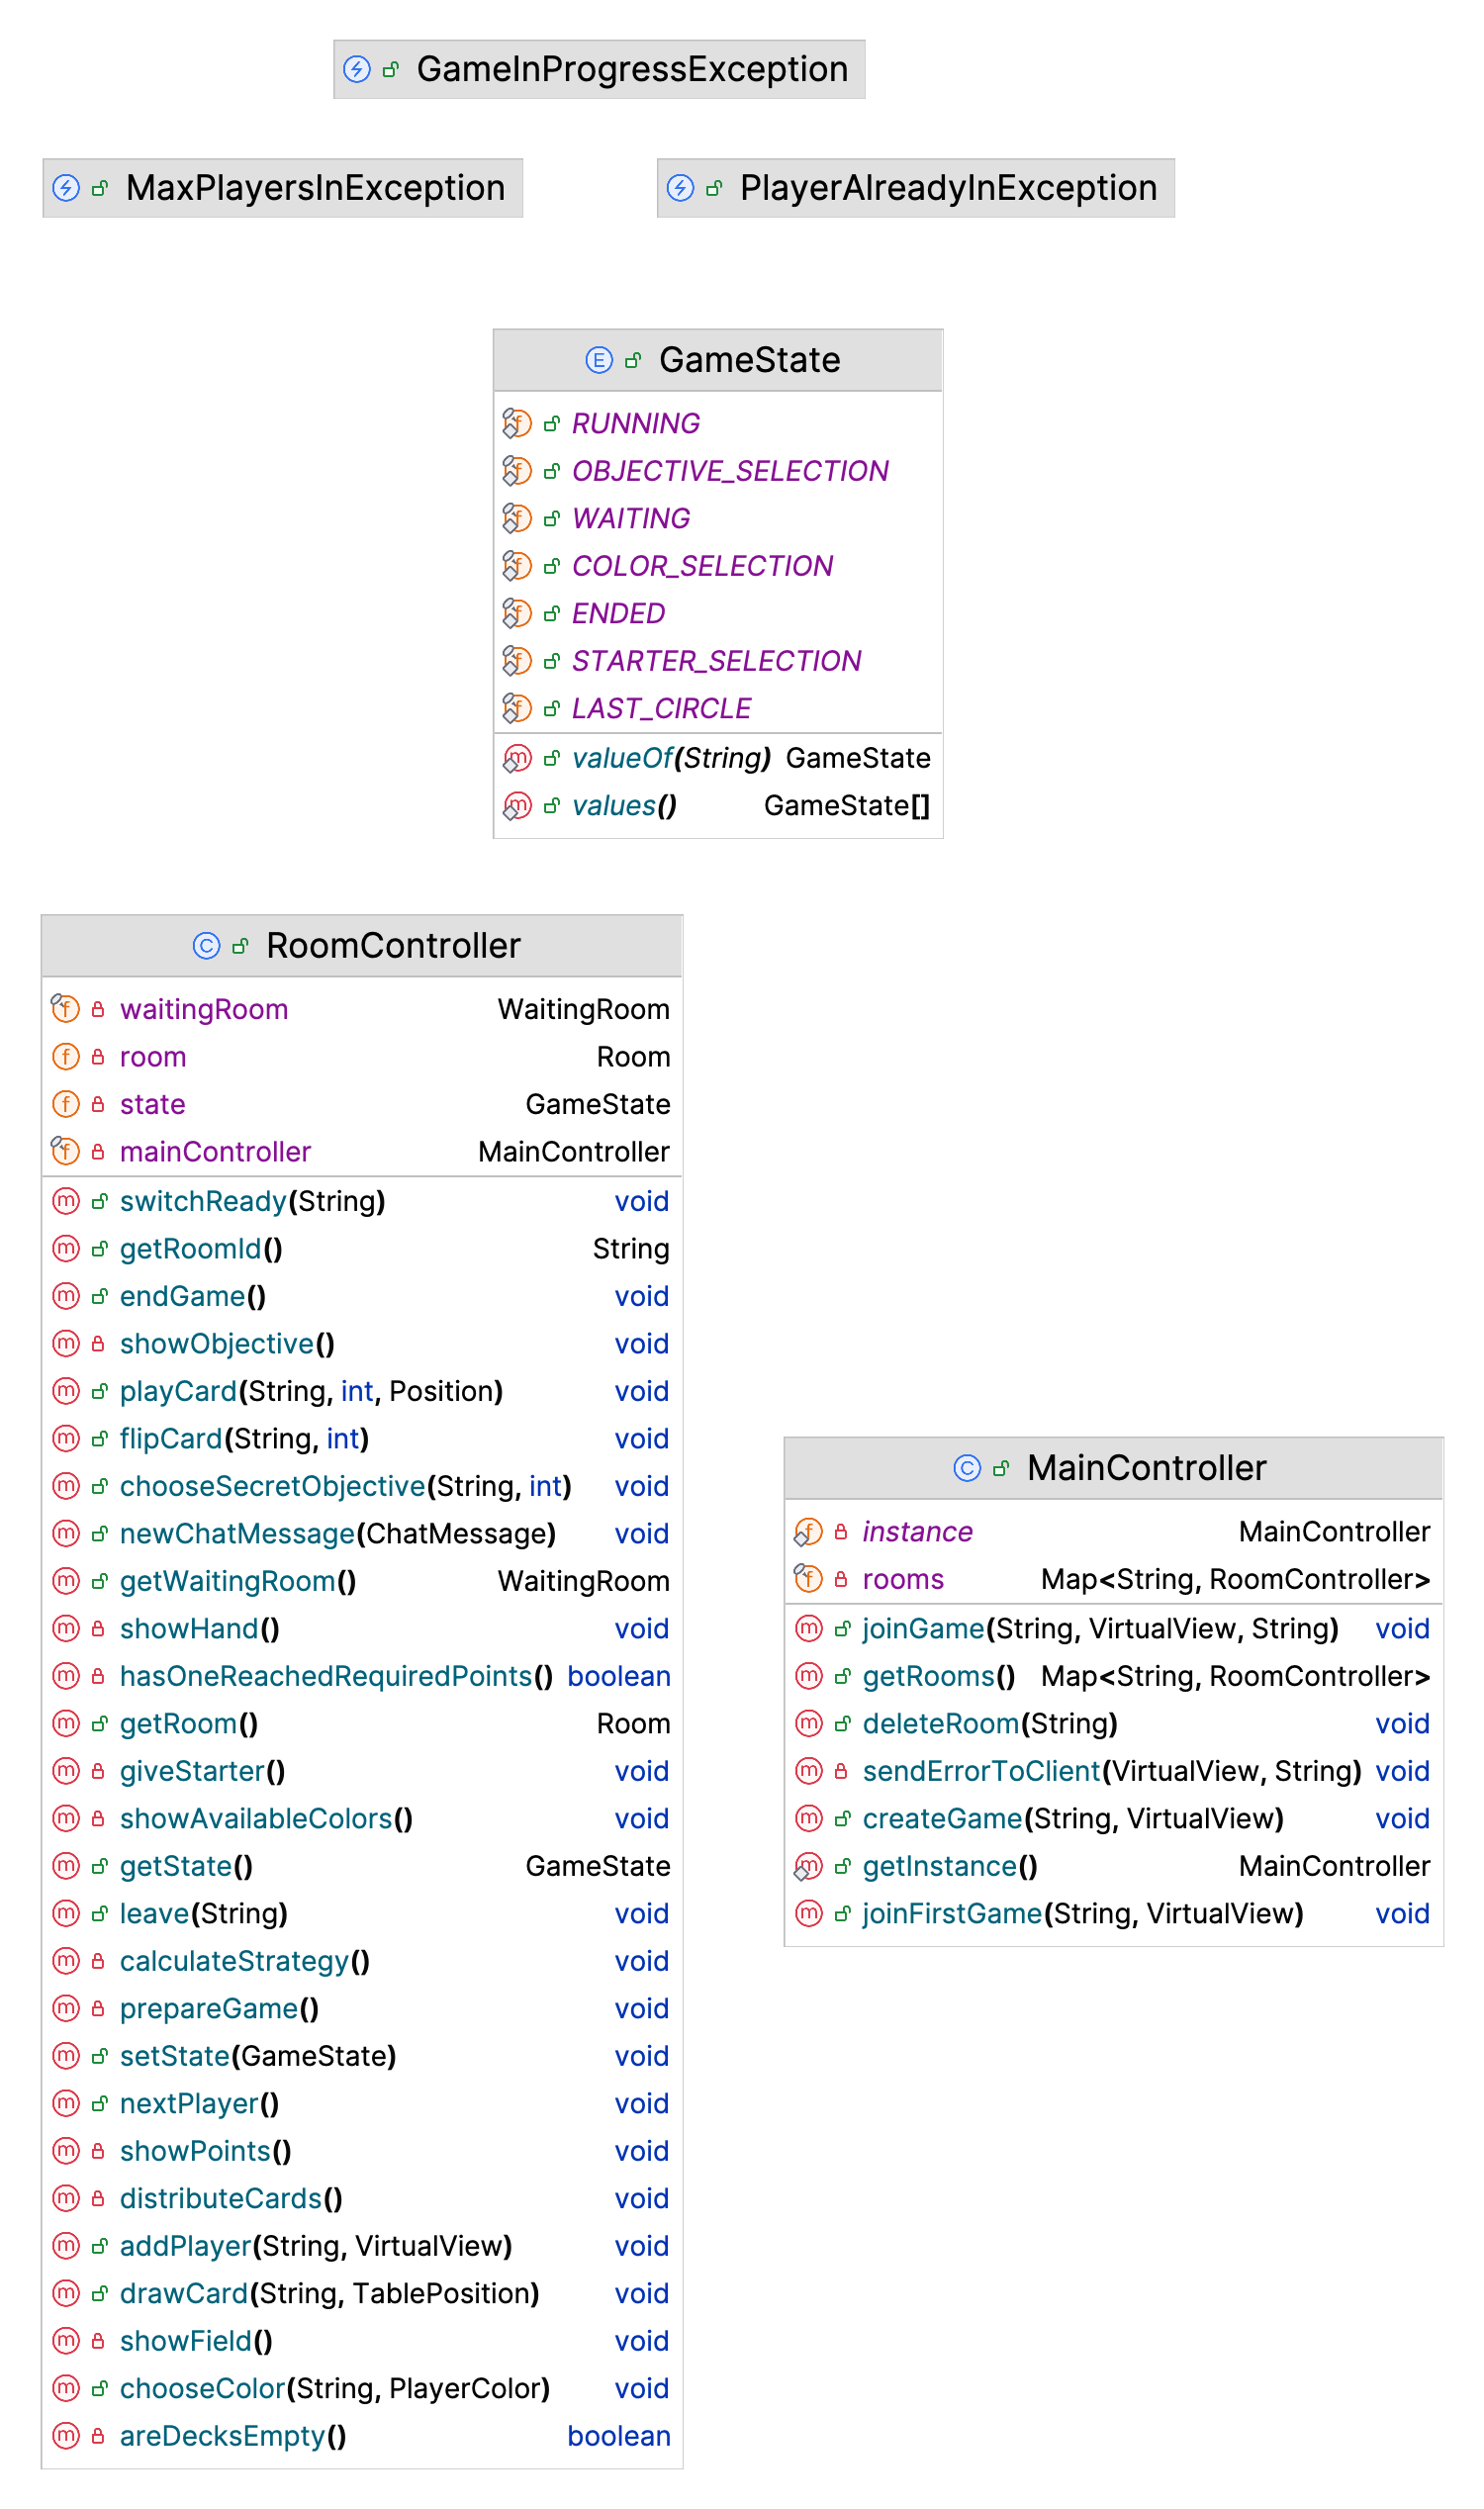 GameInProgressException
MaxPlayersInException
PlayerAlreadyInException
GameState
RUNNING
OBJECTIVE_SELECTION
WAITING
COLOR_SELECTION
ENDED
STARTER_SELECTION
LAST_CIRCLE
valueOf(String) GameState
values() GameState[]
RoomController
waitingRoom WaitingRoom
room Room
state GameState
mainController MainController
switchReady(String) void
getRoomId() String
endGame() void
showObjective() void
playCard(String, int, Position) void
flipCard(String, int) void
chooseSecretObjective(String, int) void
newChatMessage(ChatMessage) void
getWaitingRoom() WaitingRoom
showHand() void
hasOneReachedRequiredPoints() boolean
getRoom() Room
giveStarter() void
showAvailableColors() void
getState() GameState
leave(String) void
calculateStrategy() void
prepareGame() void
setState(GameState) void
nextPlayer() void
showPoints() void
distributeCards() void
addPlayer(String, VirtualView) void
drawCard(String, TablePosition) void
showField() void
chooseColor(String, PlayerColor) void
areDecksEmpty() boolean
MainController
instance MainController
rooms Map<String, RoomController>
joinGame(String, VirtualView, String) void
getRooms() Map<String, RoomController>
deleteRoom(String) void
sendErrorToClient(VirtualView, String) void
createGame(String, VirtualView) void
getInstance() MainController
joinFirstGame(String, VirtualView) void